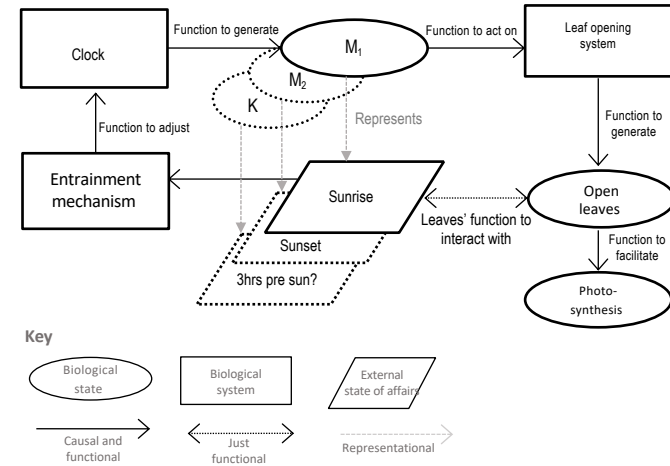 Function to generate
Function to act on
Clock
M₁
Leaf opening
system
M₂
K
Function to adjust
Represents
Function to
generate
Entrainment
mechanism
Sunrise
Open
leaves
Leaves' function to
interact with
Sunset
Function to
facilitate
3hrs pre sun?
Photo-
synthesis
Key
Biological
state
Biological
system
External
state of affairs
Causal and
functional
Just
functional
Representational